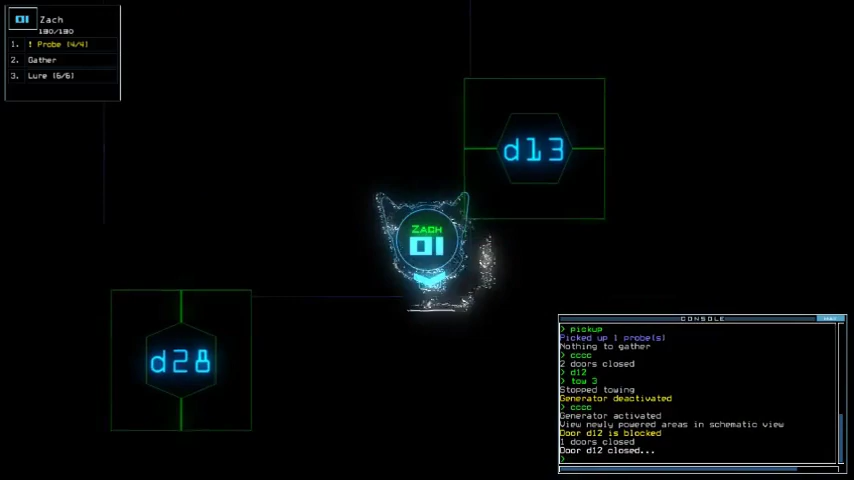 01 Zach
180/180
1. ! Probe (4/4)
2. Gather
3. Lure (6/6)
d13
Zach
01
d28
CONSOLE
> pickup
Picked up 1 probe(s)
Nothing to gather
> cccc
2 doors closed
> d12
> tow 3
Stopped towing
Generator deactivated
> cccc
Generator activated
View newly powered areas in schematic view
Door d12 is blocked
1 doors closed
Door d12 closed...
>